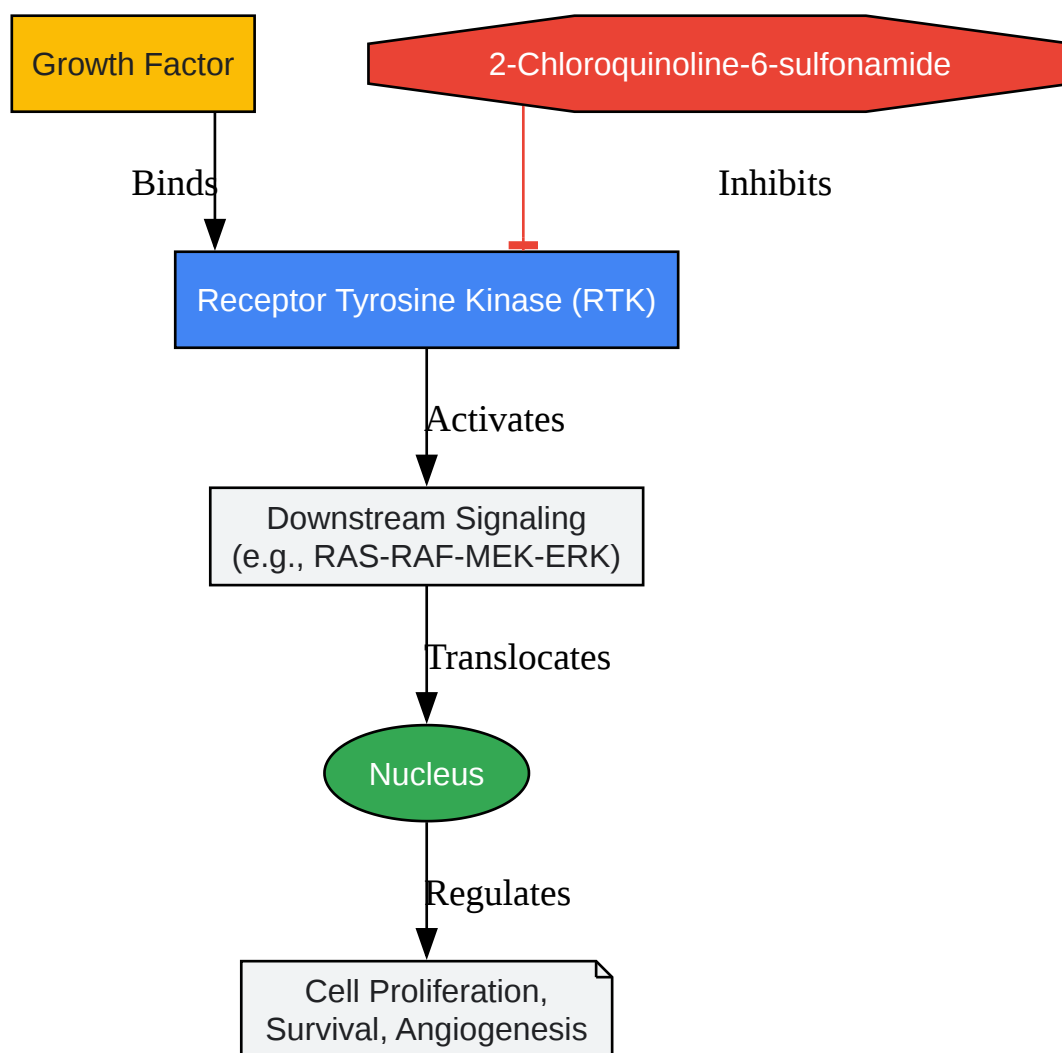 Growth Factor
2-Chloroquinoline-6-sulfonamide
Binds
Inhibits
Receptor Tyrosine Kinase (RTK)
Activates
Downstream Signaling
(e.g., RAS-RAF-MEK-ERK)
Translocates
Nucleus
Regulates
Cell Proliferation,
Survival, Angiogenesis